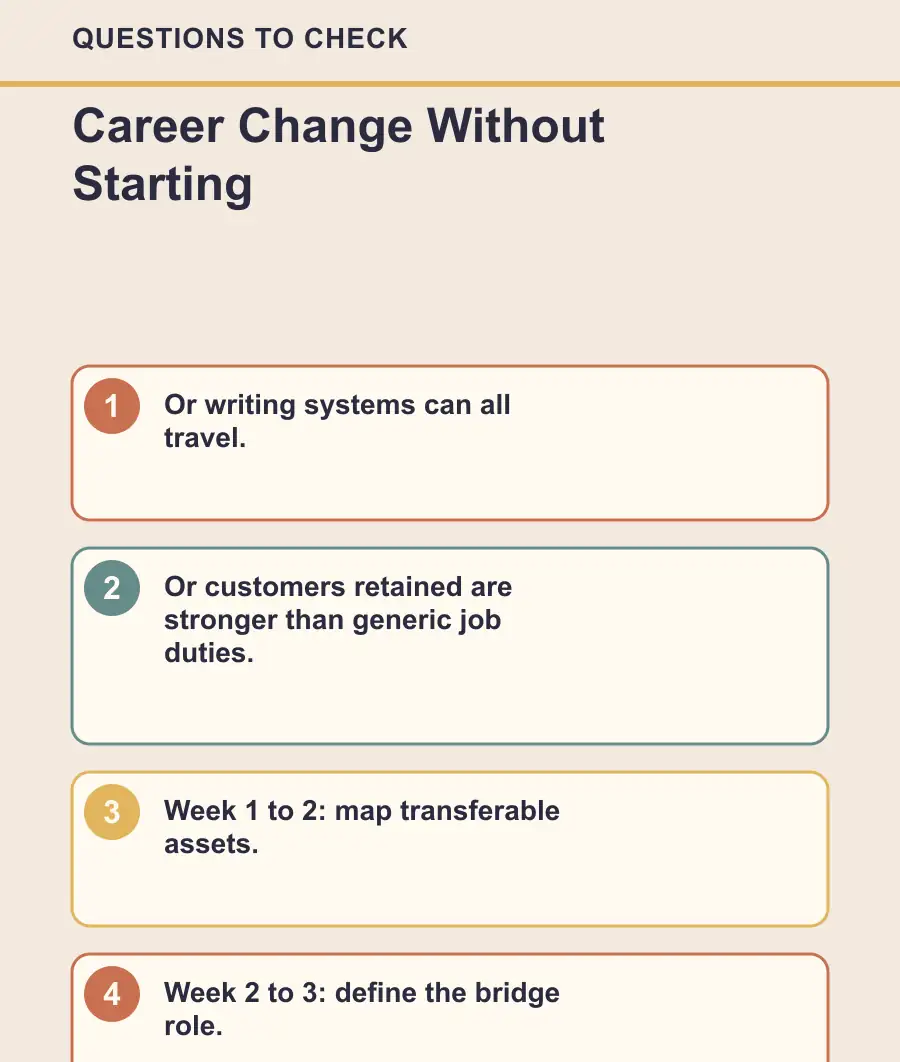 QUESTIONS TO CHECK
Career Change Without
Starting
1
Or writing systems can all
travel.
2
Or customers retained are
stronger than generic job
duties.
3
Week 1 to 2: map transferable
assets.
4
Week 2 to 3: define the bridge
role.